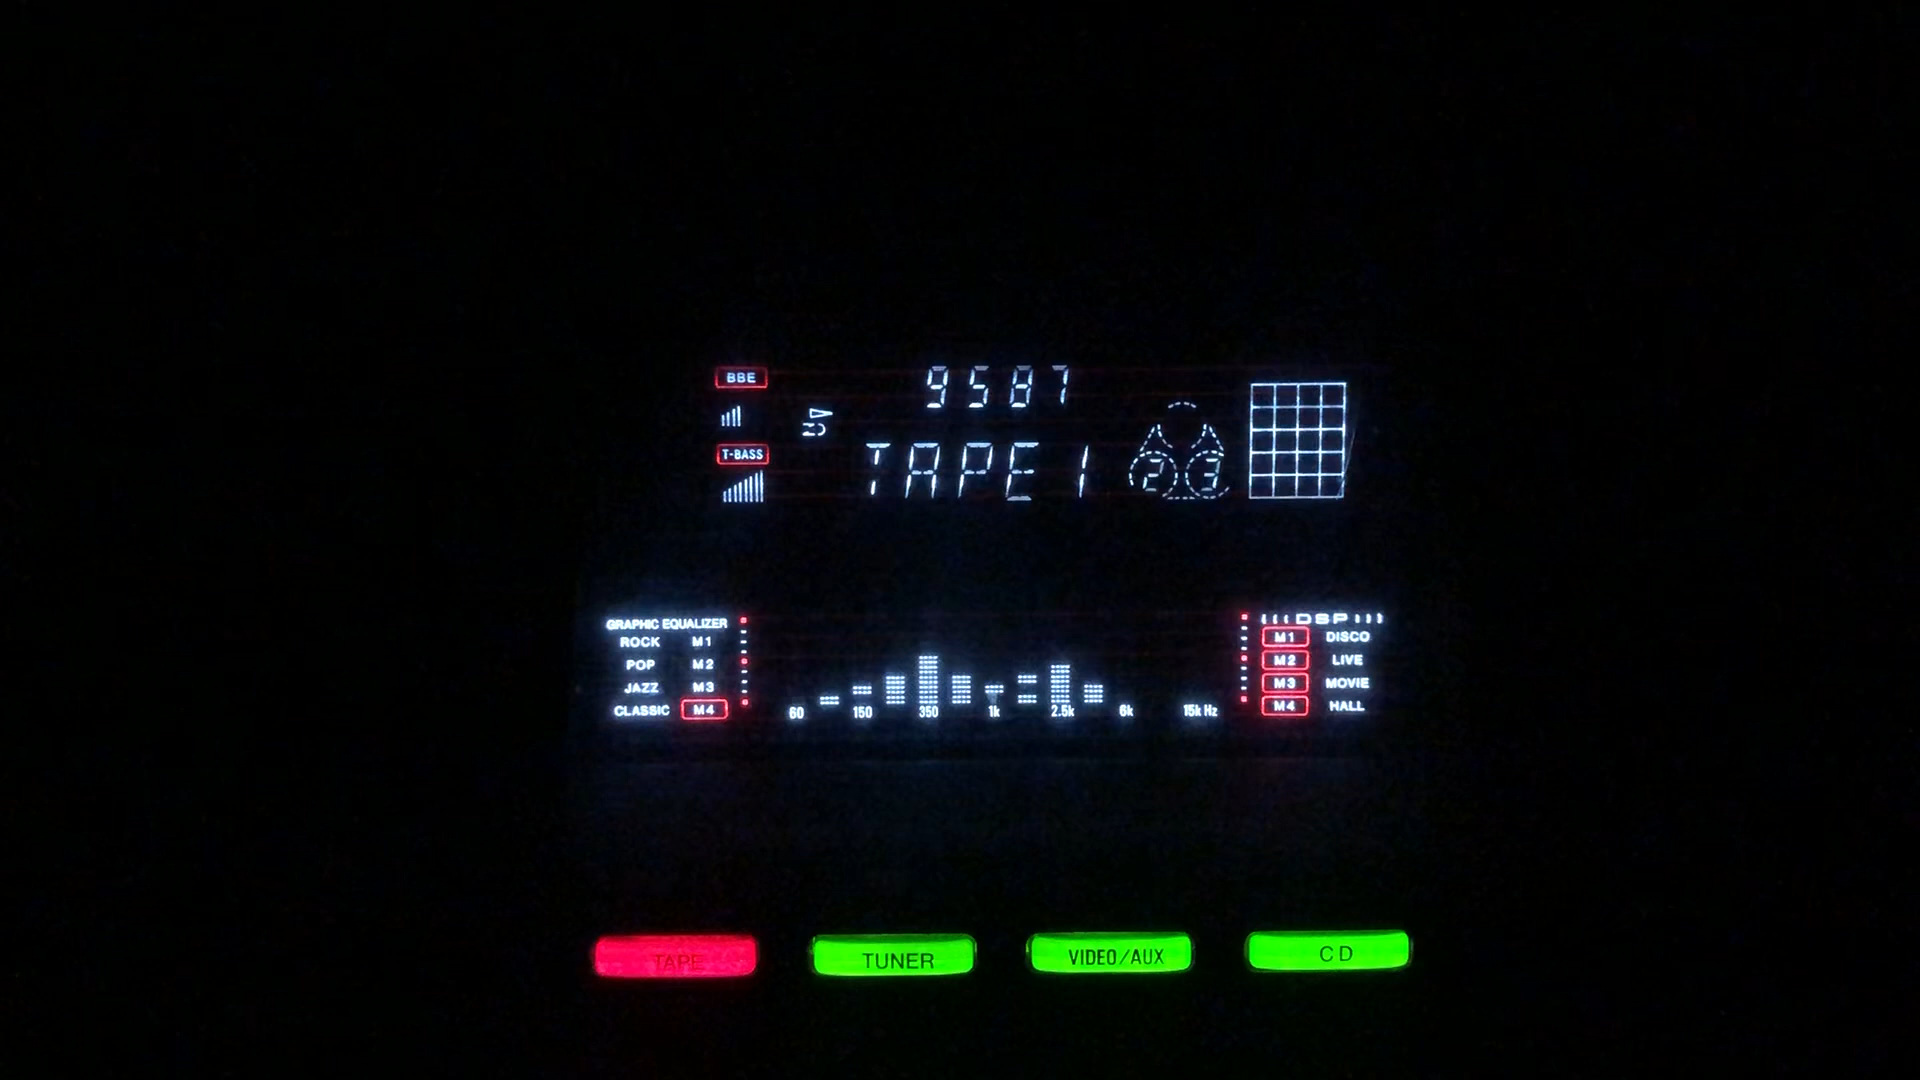 BBE
9587
T-BASS
TAPE 1
2 3
GRAPHIC EQUALIZER
ROCK M1
POP M2
JAZZ M3
CLASSIC M4
60 150 350 1k 2.5k 6k 15k Hz
DSP
M1 DISCO
M2 LIVE
M3 MOVIE
M4 HALL
TAPE TUNER VIDEO/AUX CD